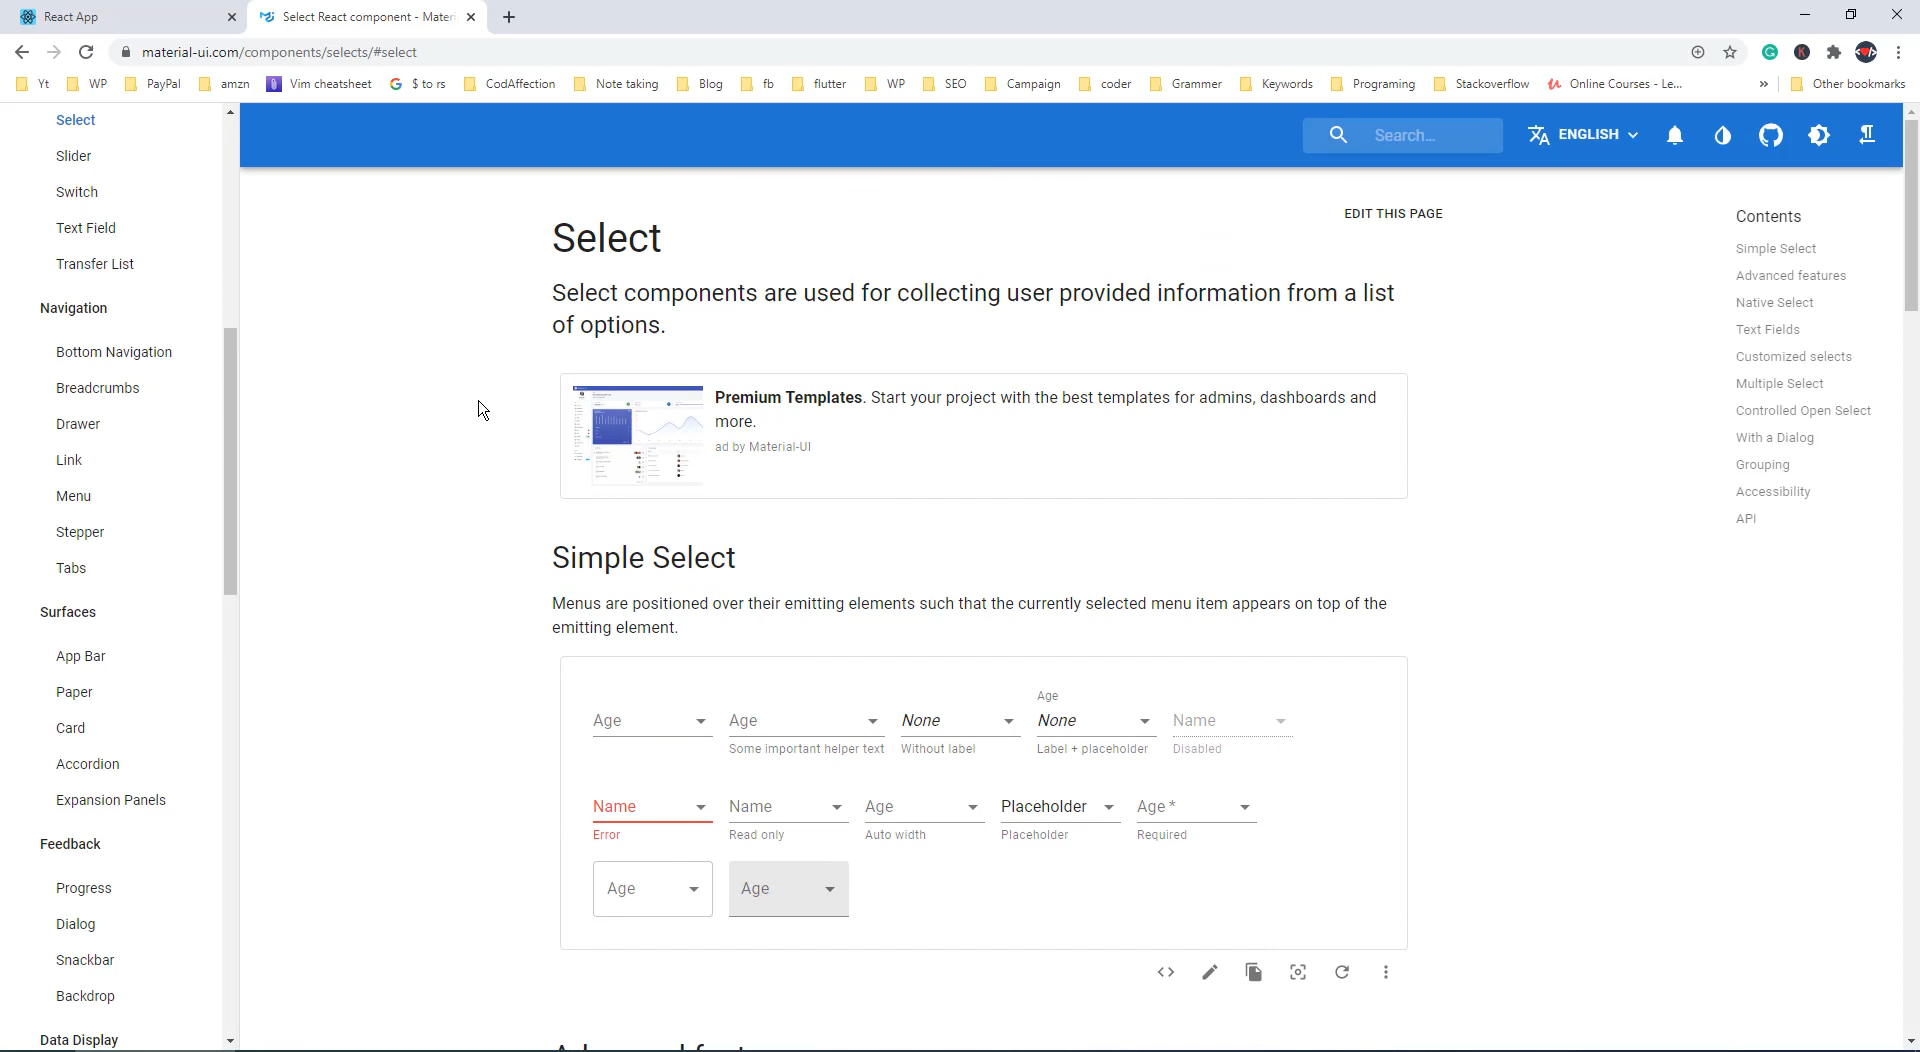 React App
Select React component - Materi
material-ui.com/components/selects/#select
Yt
WP
PayPal
amzn
Vim cheatsheet
$ to rs
CodAffection
Note taking
Blog
fb
flutter
WP
SEO
Campaign
coder
Grammer
Keywords
Programing
Stackoverflow
Online Courses - Le...
Other bookmarks
Select
Slider
Switch
Text Field
Transfer List
Navigation
Bottom Navigation
Breadcrumbs
Drawer
Link
Menu
Stepper
Tabs
Surfaces
App Bar
Paper
Card
Accordion
Expansion Panels
Feedback
Progress
Dialog
Snackbar
Backdrop
Data Display
Search…
ENGLISH
EDIT THIS PAGE
Select
Select components are used for collecting user provided information from a list
of options.
Premium Templates. Start your project with the best templates for admins, dashboards and
more.
ad by Material-UI
Simple Select
Menus are positioned over their emitting elements such that the currently selected menu item appears on top of the
emitting element.
Age
Age
Some important helper text
None
Without label
Age
None
Label + placeholder
Name
Disabled
Name
Error
Name
Read only
Age
Auto width
Placeholder
Placeholder
Age *
Required
Age
Age
Contents
Simple Select
Advanced features
Native Select
Text Fields
Customized selects
Multiple Select
Controlled Open Select
With a Dialog
Grouping
Accessibility
API